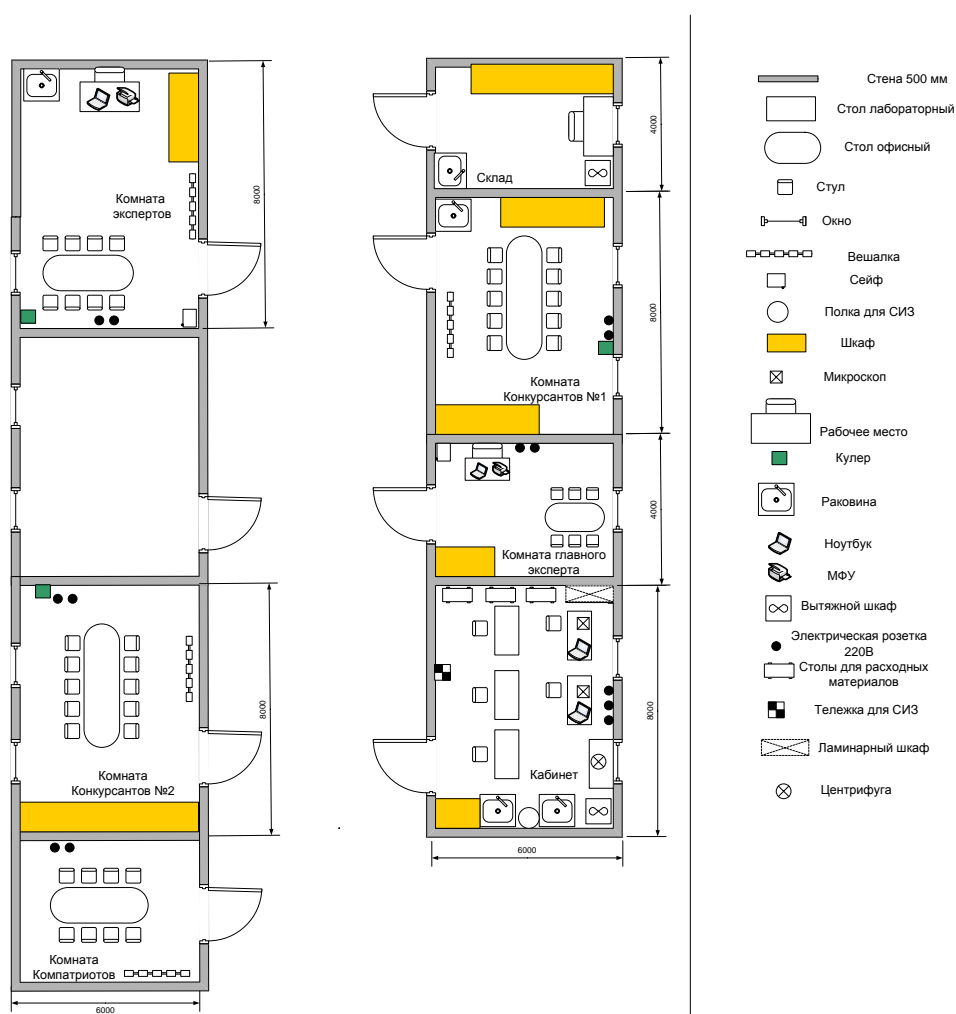 Комната
экспертов
8000
Комната
Конкурсантов №2
8000
Комната
Компатриотов
6000
Склад
4000
Комната
Конкурсантов №1
8000
Комната главного
эксперта
4000
Кабинет
8000
6000
Стена 500 мм
Стол лабораторный
Стол офисный
Стул
Окно
Вешалка
Сейф
Полка для СИЗ
Шкаф
Микроскоп
Рабочее место
Кулер
Раковина
Ноутбук
МФУ
Вытяжной шкаф
Электрическая розетка
220В
Столы для расходных
материалов
Тележка для СИЗ
Ламинарный шкаф
Центрифуга